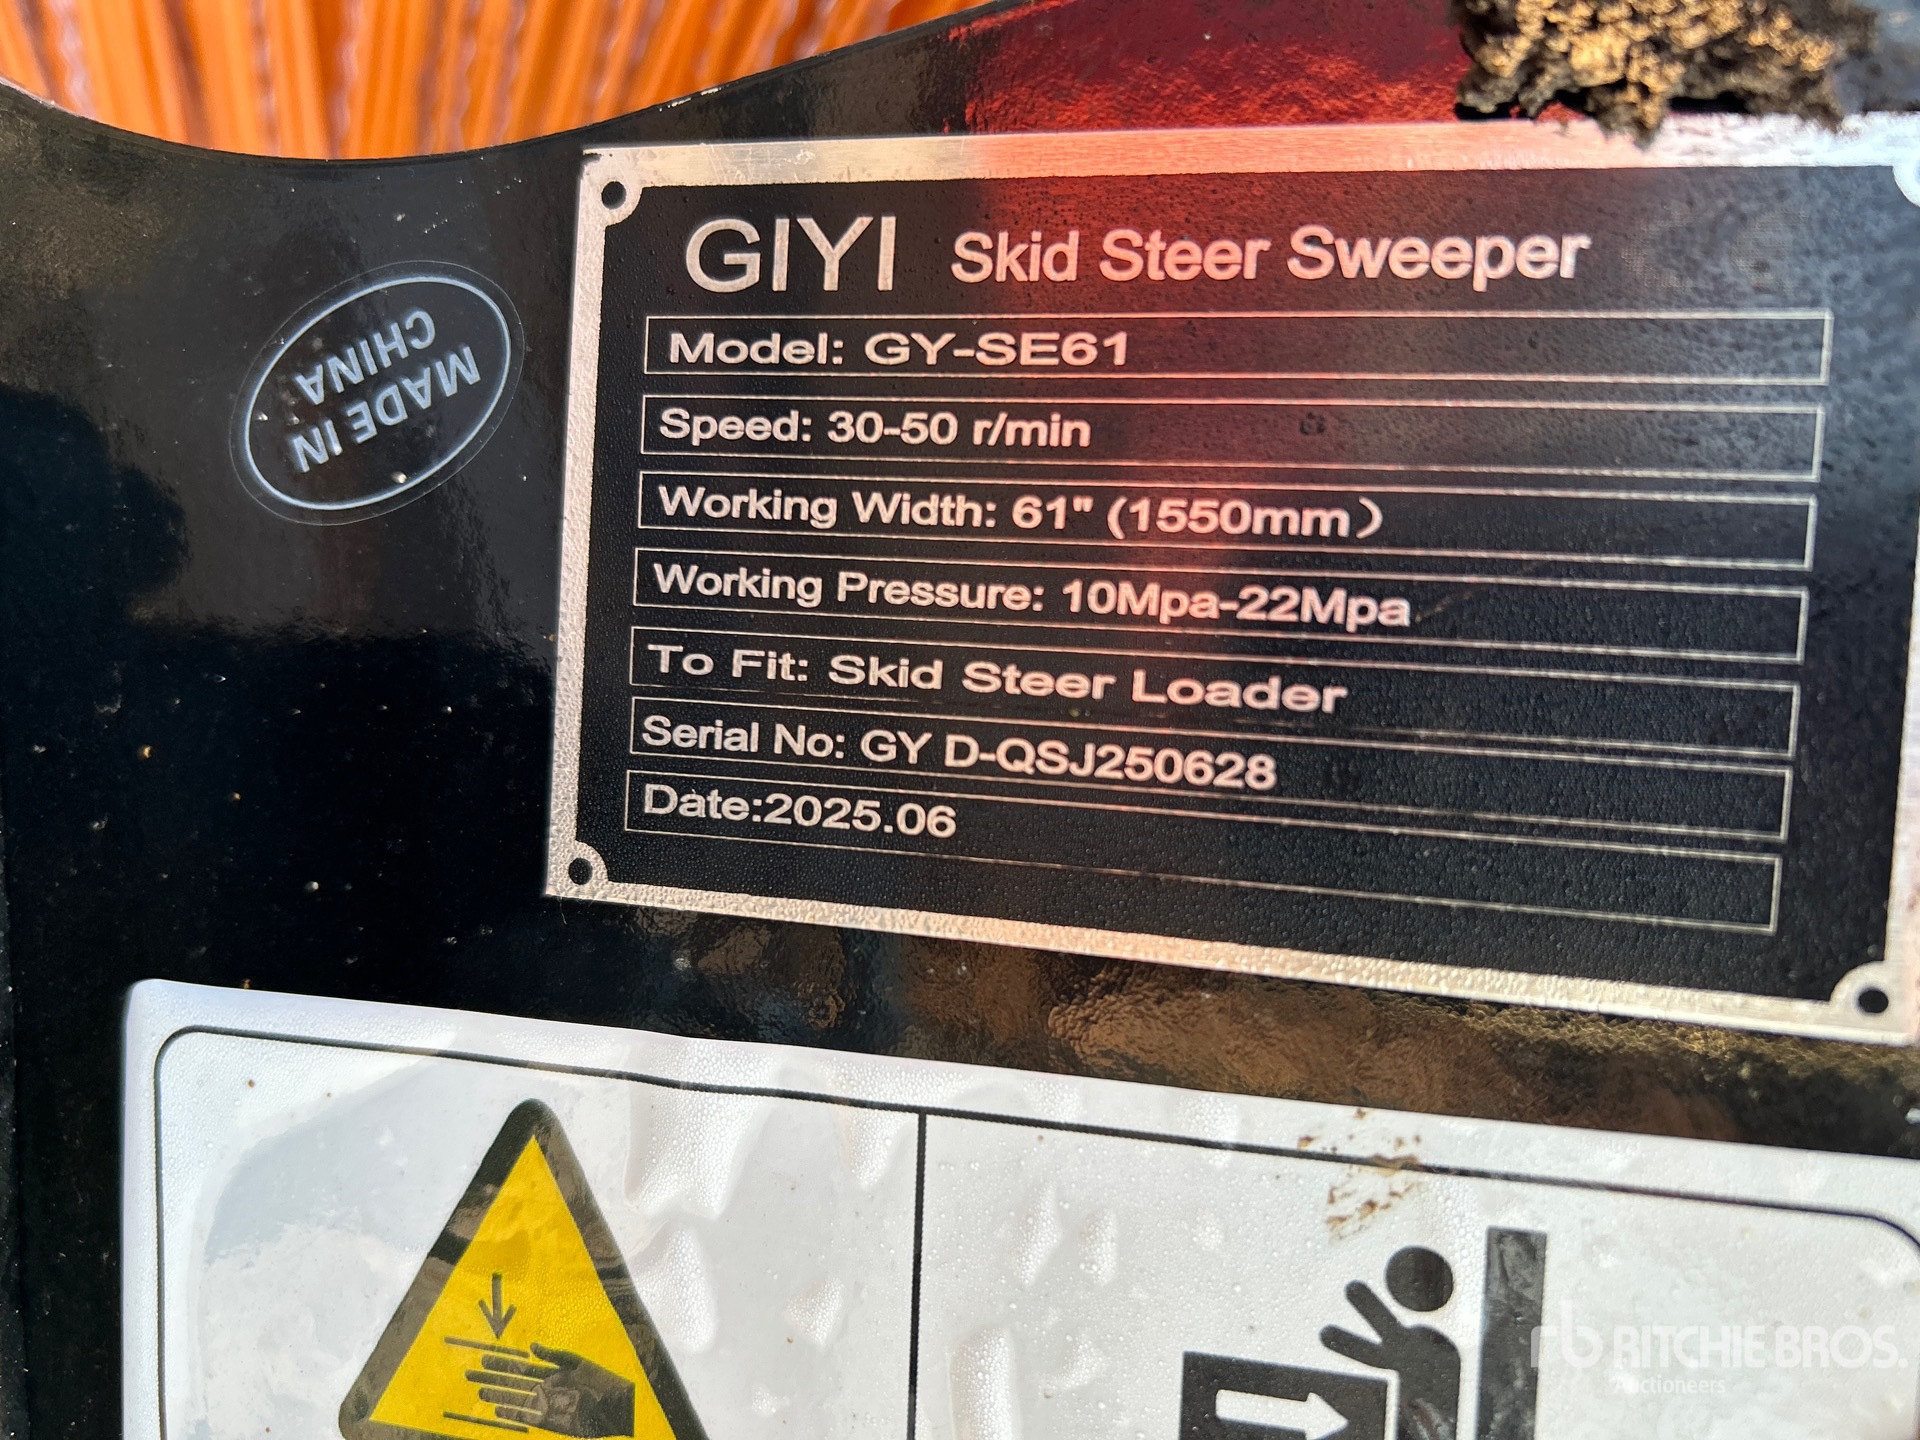 GIYI Skid Steer Sweeper
Model: GY-SE61
Speed: 30-50 r/min
Working Width: 61" (1550mm）
Working Pressure: 10Mpa-22Mpa
To Fit: Skid Steer Loader
Serial No: GY D-QSJ250628
Date:2025.06
MADE IN
CHINA
rb RITCHIE BROS.
Auctioneers